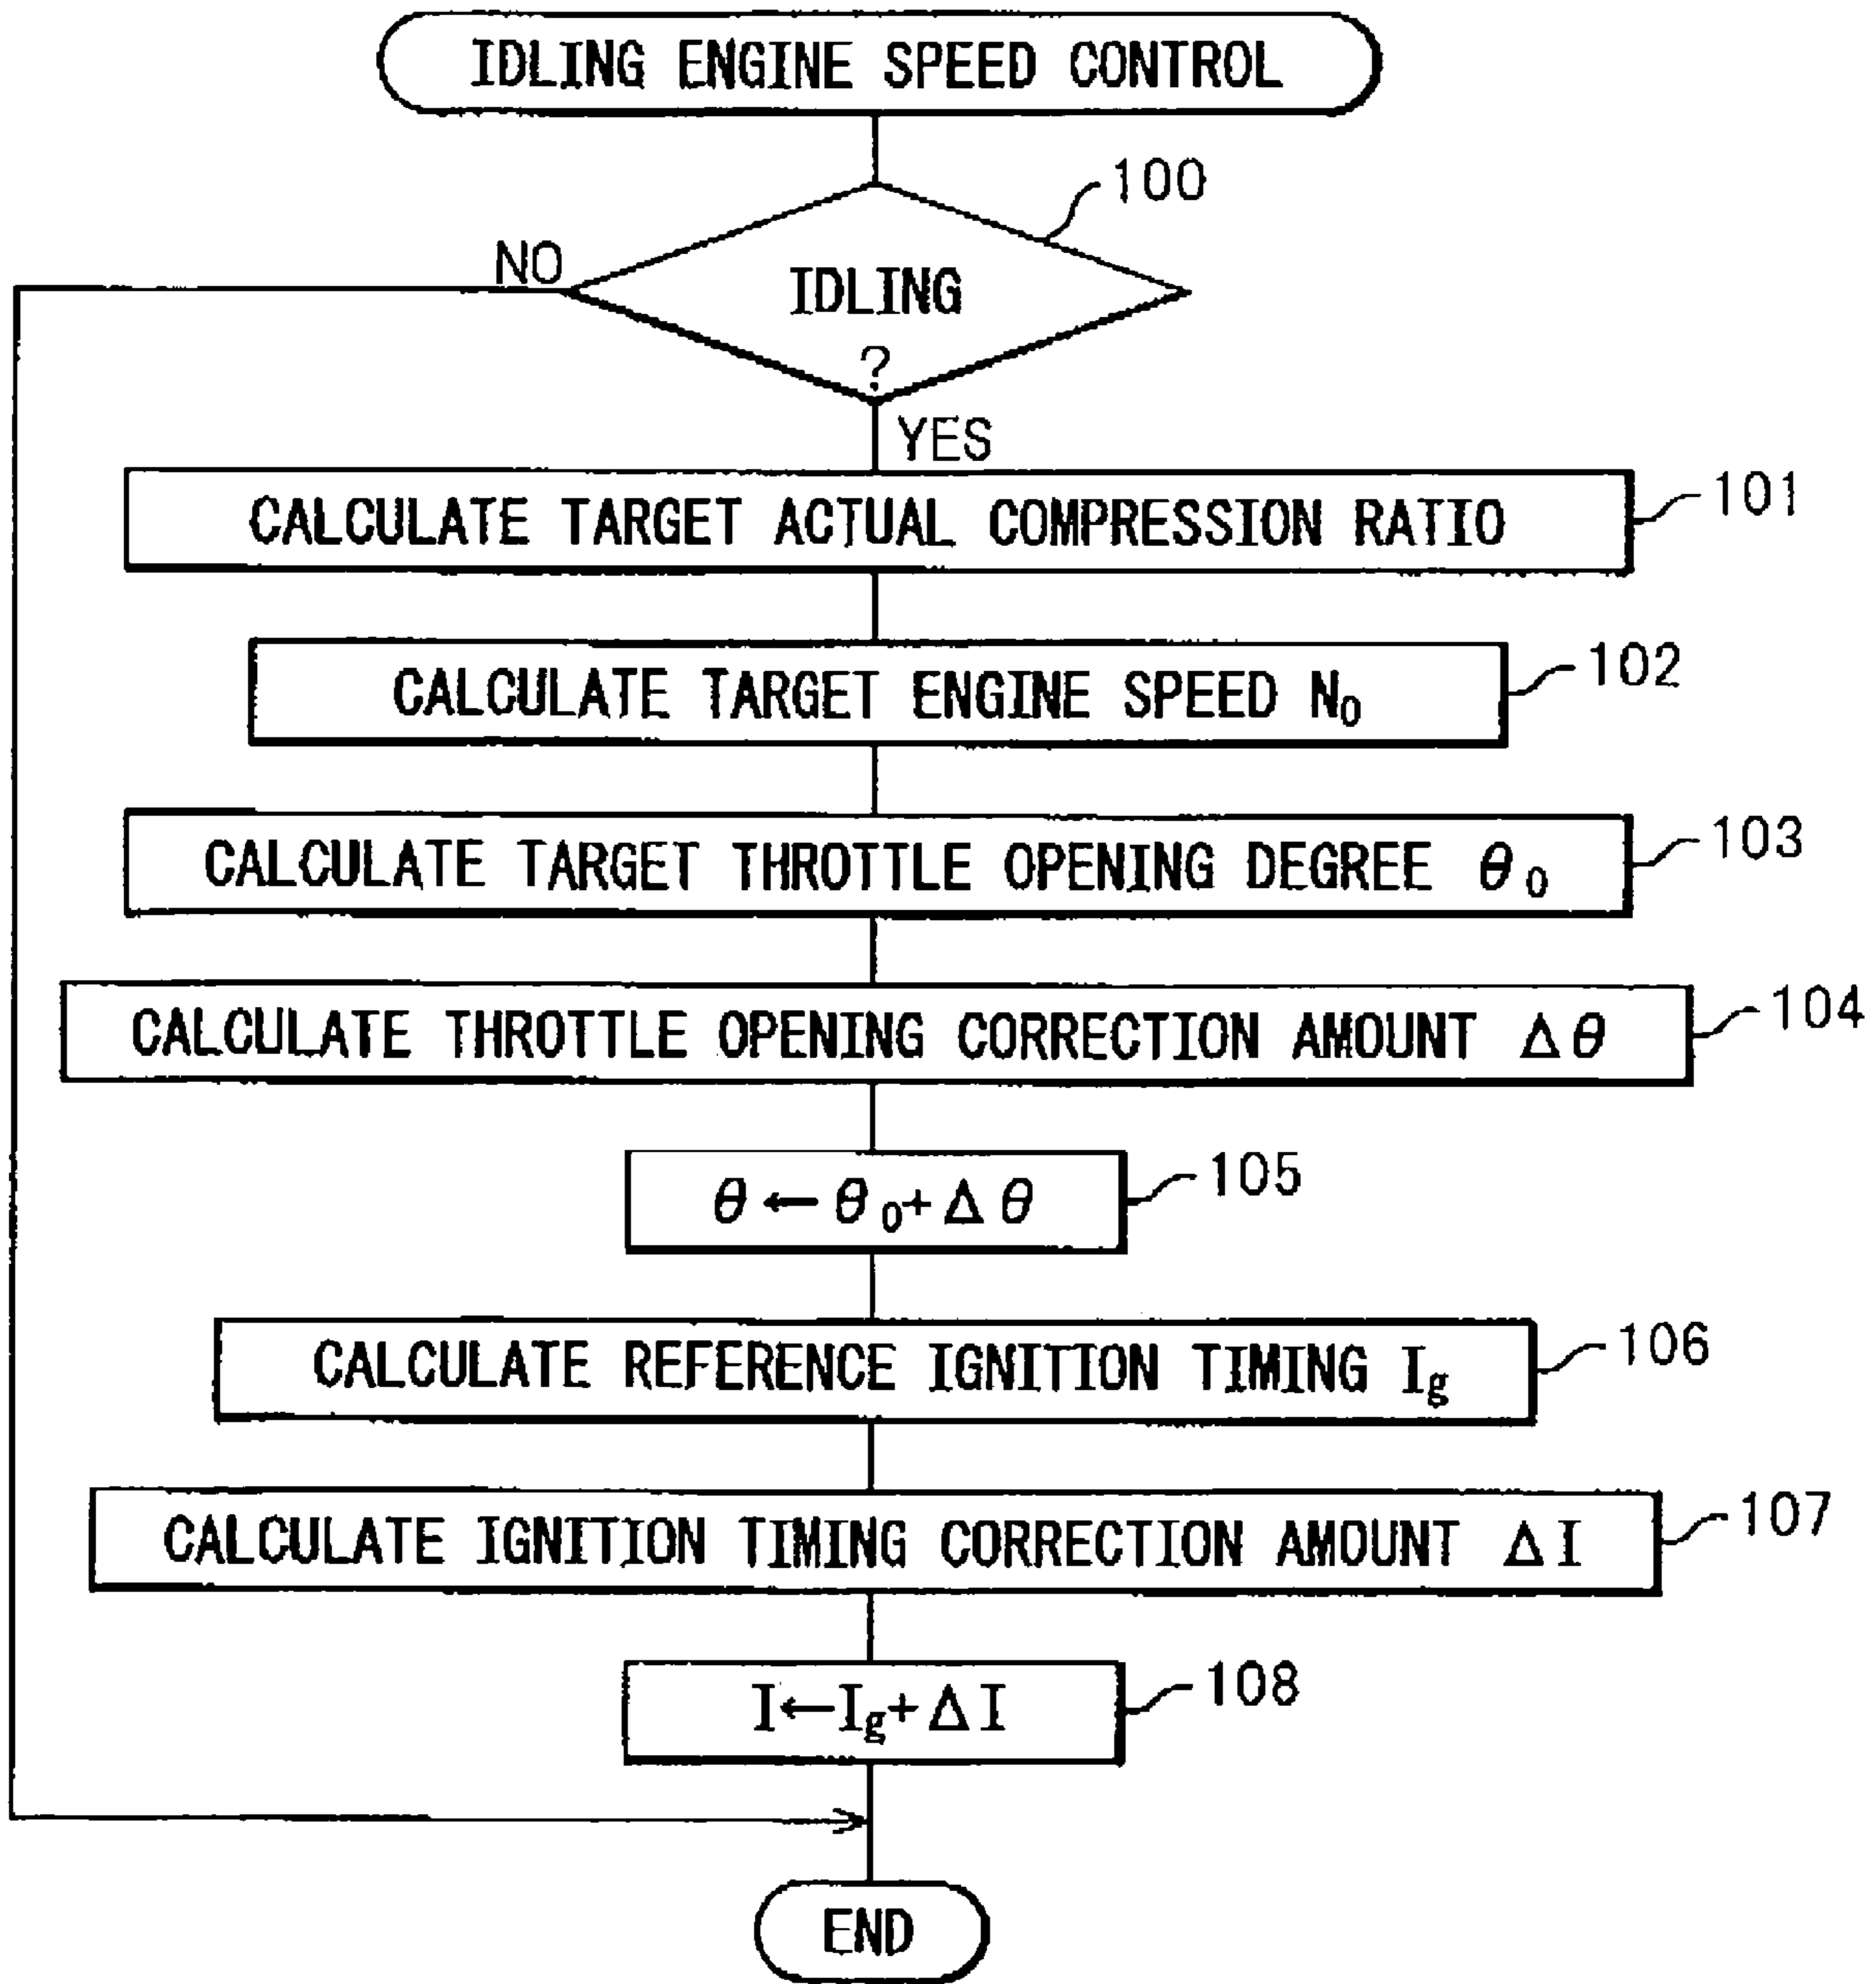 IDLING ENGINE SPEED CONTROL
100
NO
IDLING
?
YES
CALCULATE TARGET ACTUAL COMPRESSION RATIO
101
CALCULATE TARGET ENGINE SPEED N₀
102
CALCULATE TARGET THROTTLE OPENING DEGREE θ₀
103
CALCULATE THROTTLE OPENING CORRECTION AMOUNT Δθ
104
θ←θ₀+Δθ
105
CALCULATE REFERENCE IGNITION TIMING Ig
106
CALCULATE IGNITION TIMING CORRECTION AMOUNT ΔI
107
I←Ig+ΔI
108
END